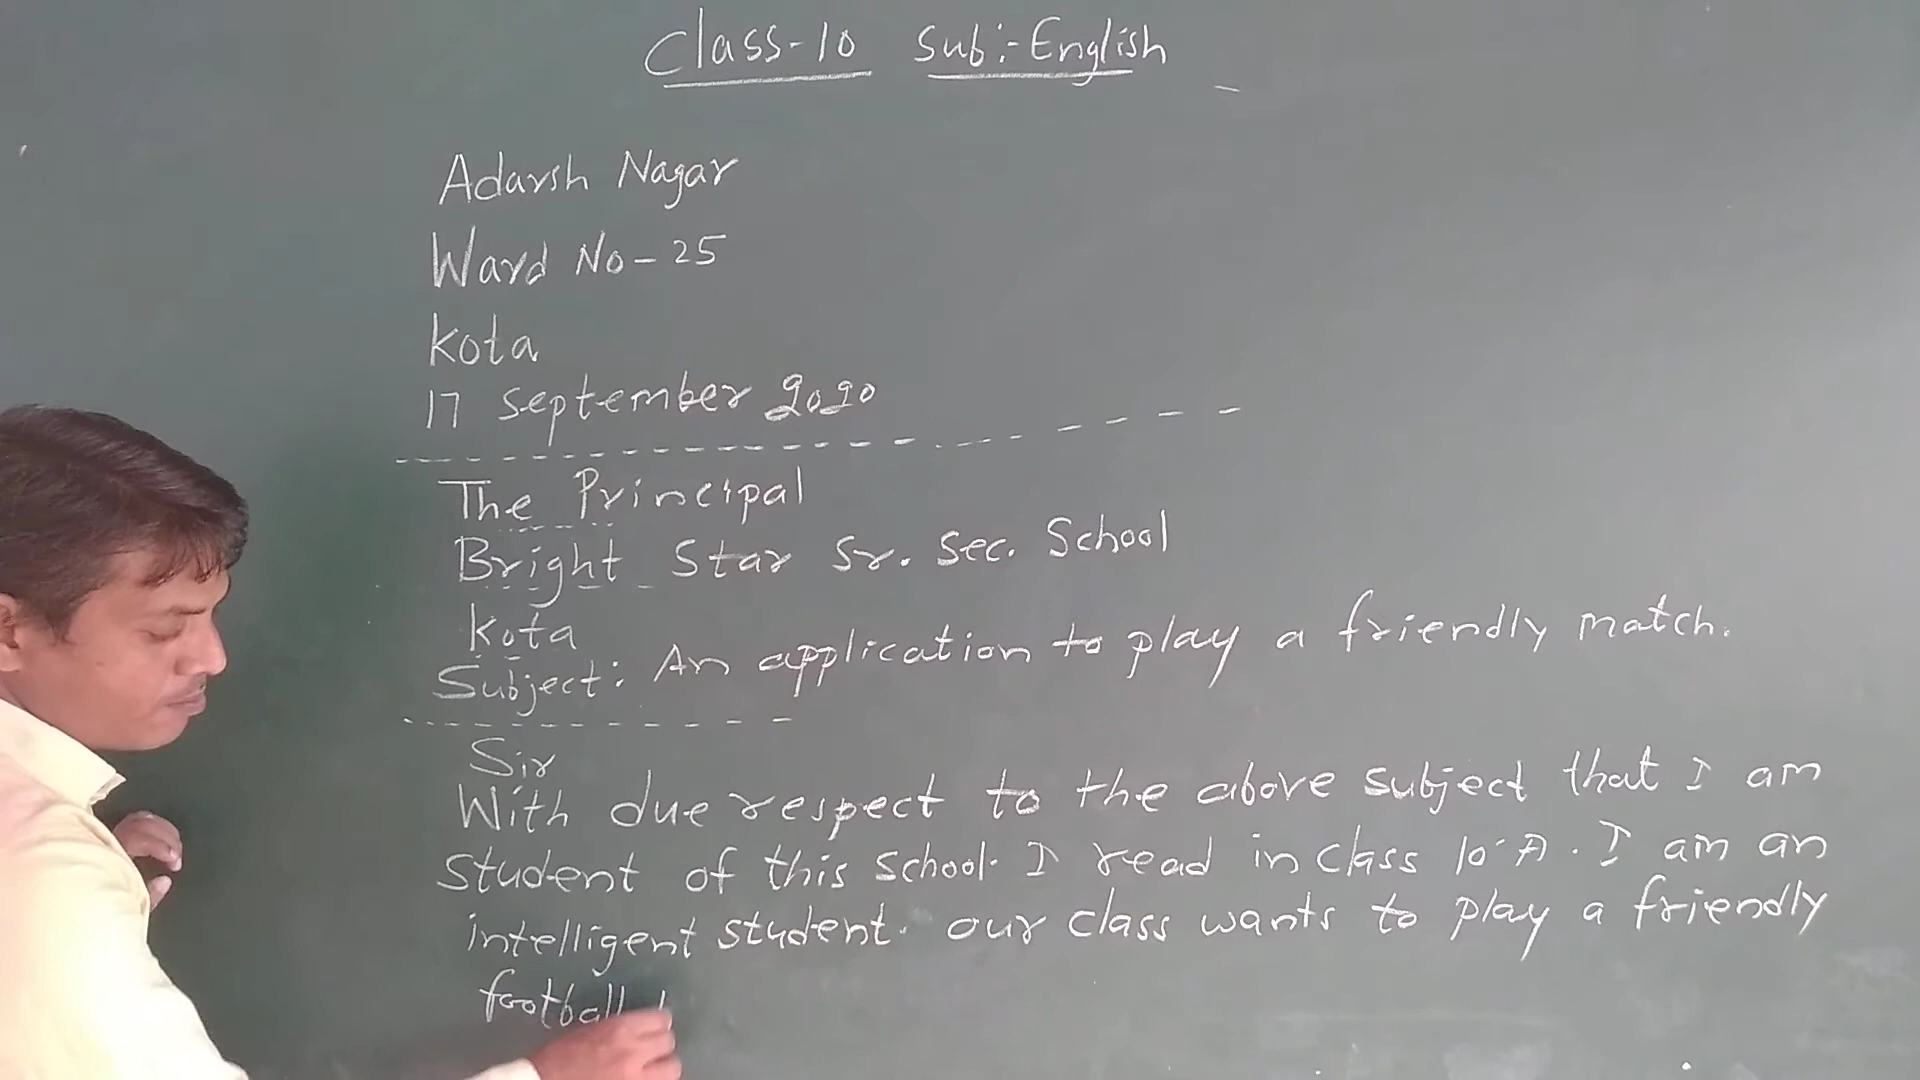 Class-10 Sub:-English
Adarsh Nagar
Ward No-25
Kota
17 September 2020
The Principal
Bright Star Sr. Sec. School
Kota
Subject: An application to play a friendly match.
Sir
With due respect to the above subject that I am
student of this school. I read in class 10'A'. I am an
intelligent student. our class wants to play a friendly
football